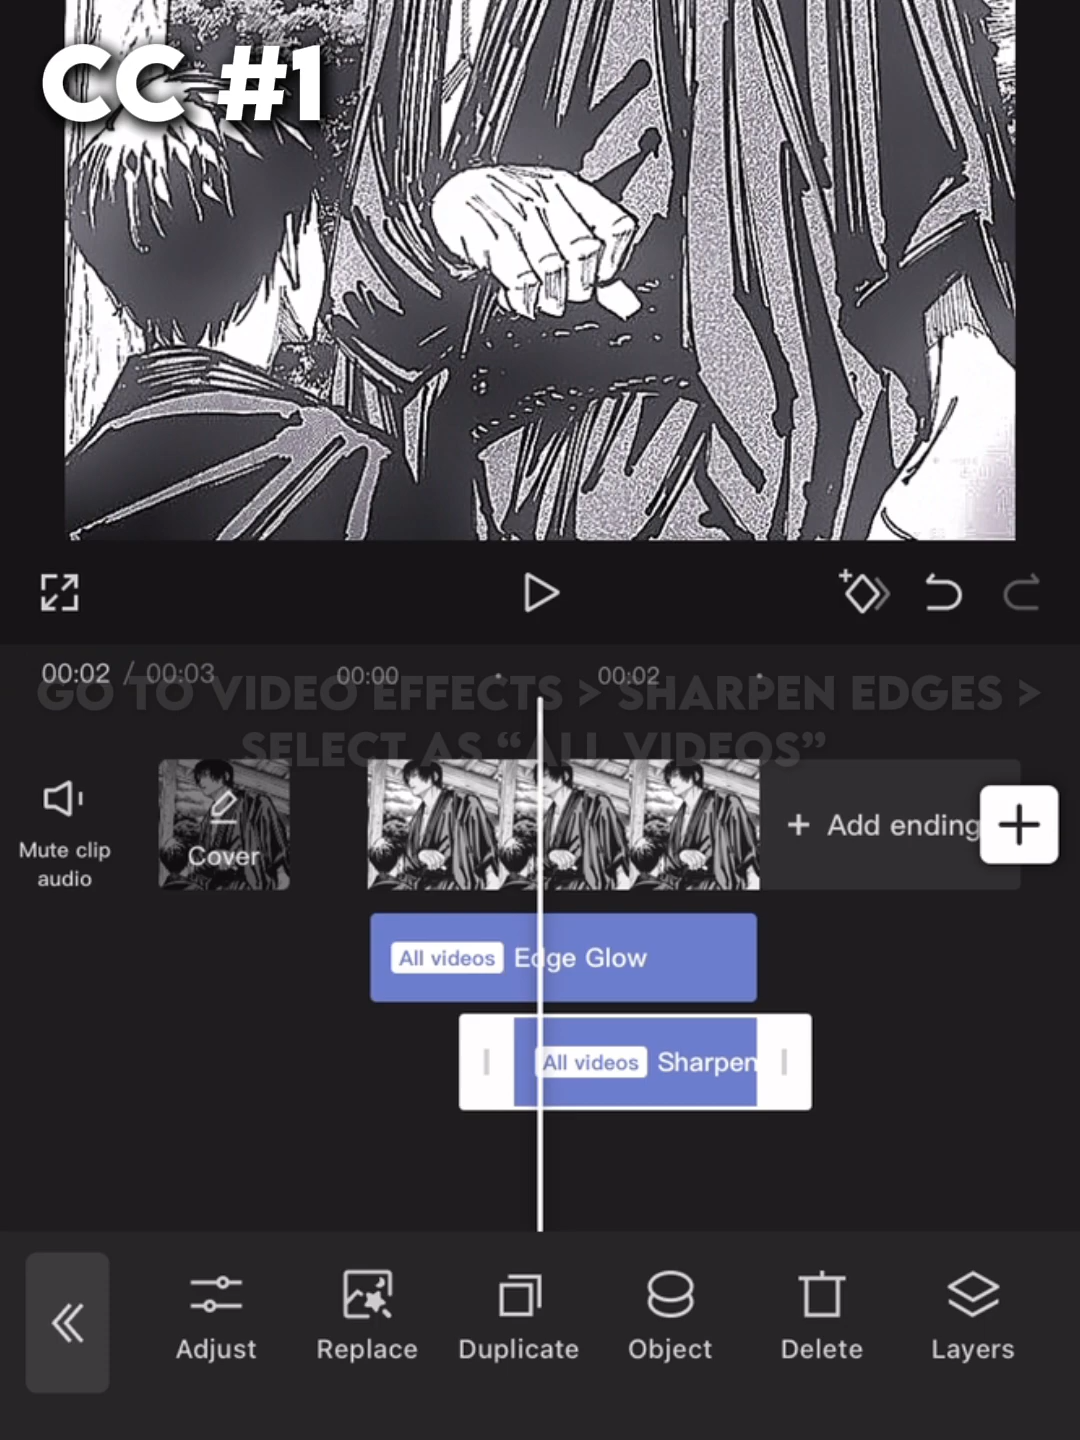 CC #1
00:02 / 00:03 00:00 00:02
GO TO VIDEO EFFECTS > SHARPEN EDGES >
SELECT AS “ALL VIDEOS”
Mute clip
audio
Cover
+ Add ending
All videos Edge Glow
All videos Sharpen
Adjust Replace Duplicate Object Delete Layers